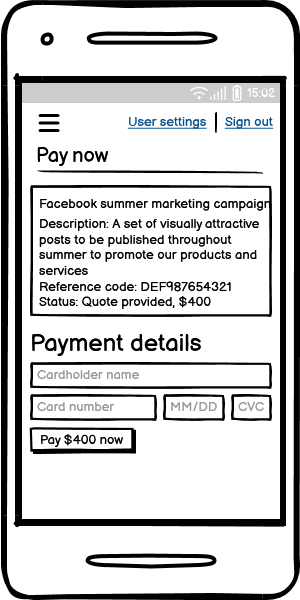 15:02
User settings | Sign out
Pay now
Facebook summer marketing campaign
Description: A set of visually attractive
posts to be published throughout
summer to promote our products and
services
Reference code: DEF987654321
Status: Quote provided, $400
Payment details
Cardholder name
Card number MM/DD CVC
Pay $400 now